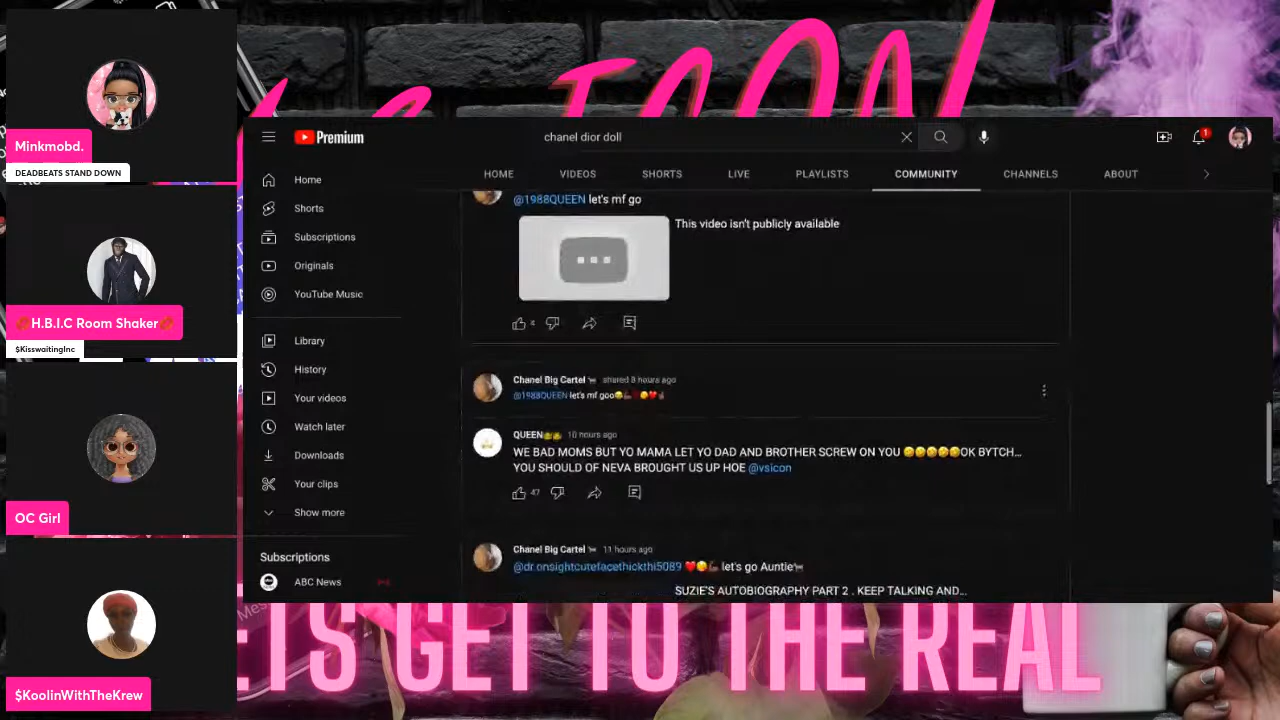 ICON
Minkmobd.
DEADBEATS STAND DOWN
H.B.I.C Room Shaker
$KisswaitingInc
OC Girl
$KoolinWithTheKrew
Premium
chanel dior doll
1
HOME VIDEOS SHORTS LIVE PLAYLISTS COMMUNITY CHANNELS ABOUT
Home
Shorts
Subscriptions
Originals
YouTube Music
Library
History
Your videos
Watch later
Downloads
Your clips
Show more
Subscriptions
ABC News
@1988QUEEN let's mf go
This video isn't publicly available
6
Chanel Big Cartel shared 9 hours ago
@1988QUEEN let's mf goo
QUEEN 10 hours ago
WE BAD MOMS BUT YO MAMA LET YO DAD AND BROTHER SCREW ON YOU 🤣🤣🤣🤣🤣OK BYTCH...
YOU SHOULD OF NEVA BROUGHT US UP HOE @vsicon
47
Chanel Big Cartel 11 hours ago
@dr.onsightcutefacethickthi5089 let's go Auntie
SUZIE'S AUTOBIOGRAPHY PART 2 . KEEP TALKING AND...
Mes
ETS GET TO THE REAL